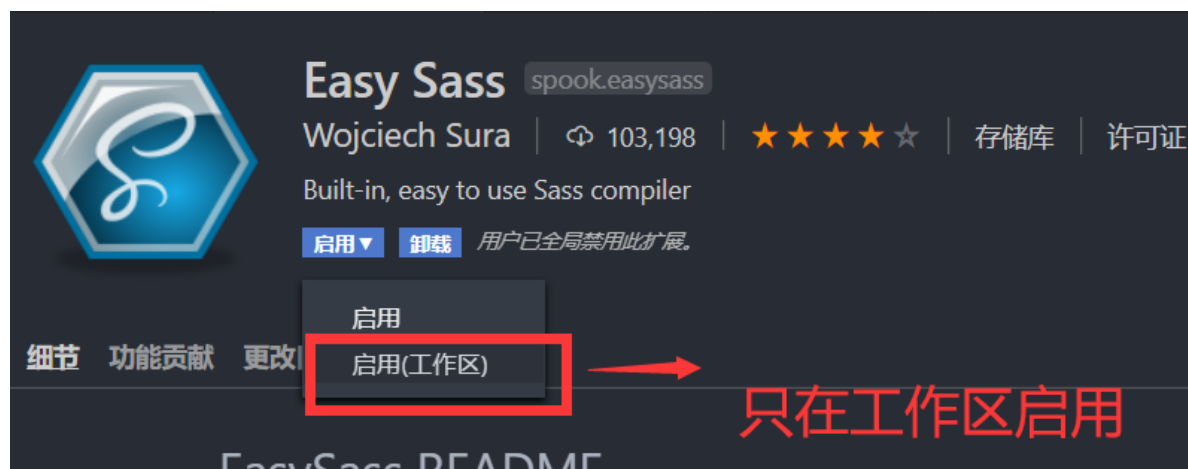 Easy Sass spook.easysass
Wojciech Sura 103,198 存储库 许可证
Built-in, easy to use Sass compiler
启用▼ 卸载 用户已全局禁用此扩展。
启用
细节 功能贡献 更改 启用(工作区)
只在工作区启用
EasySass README